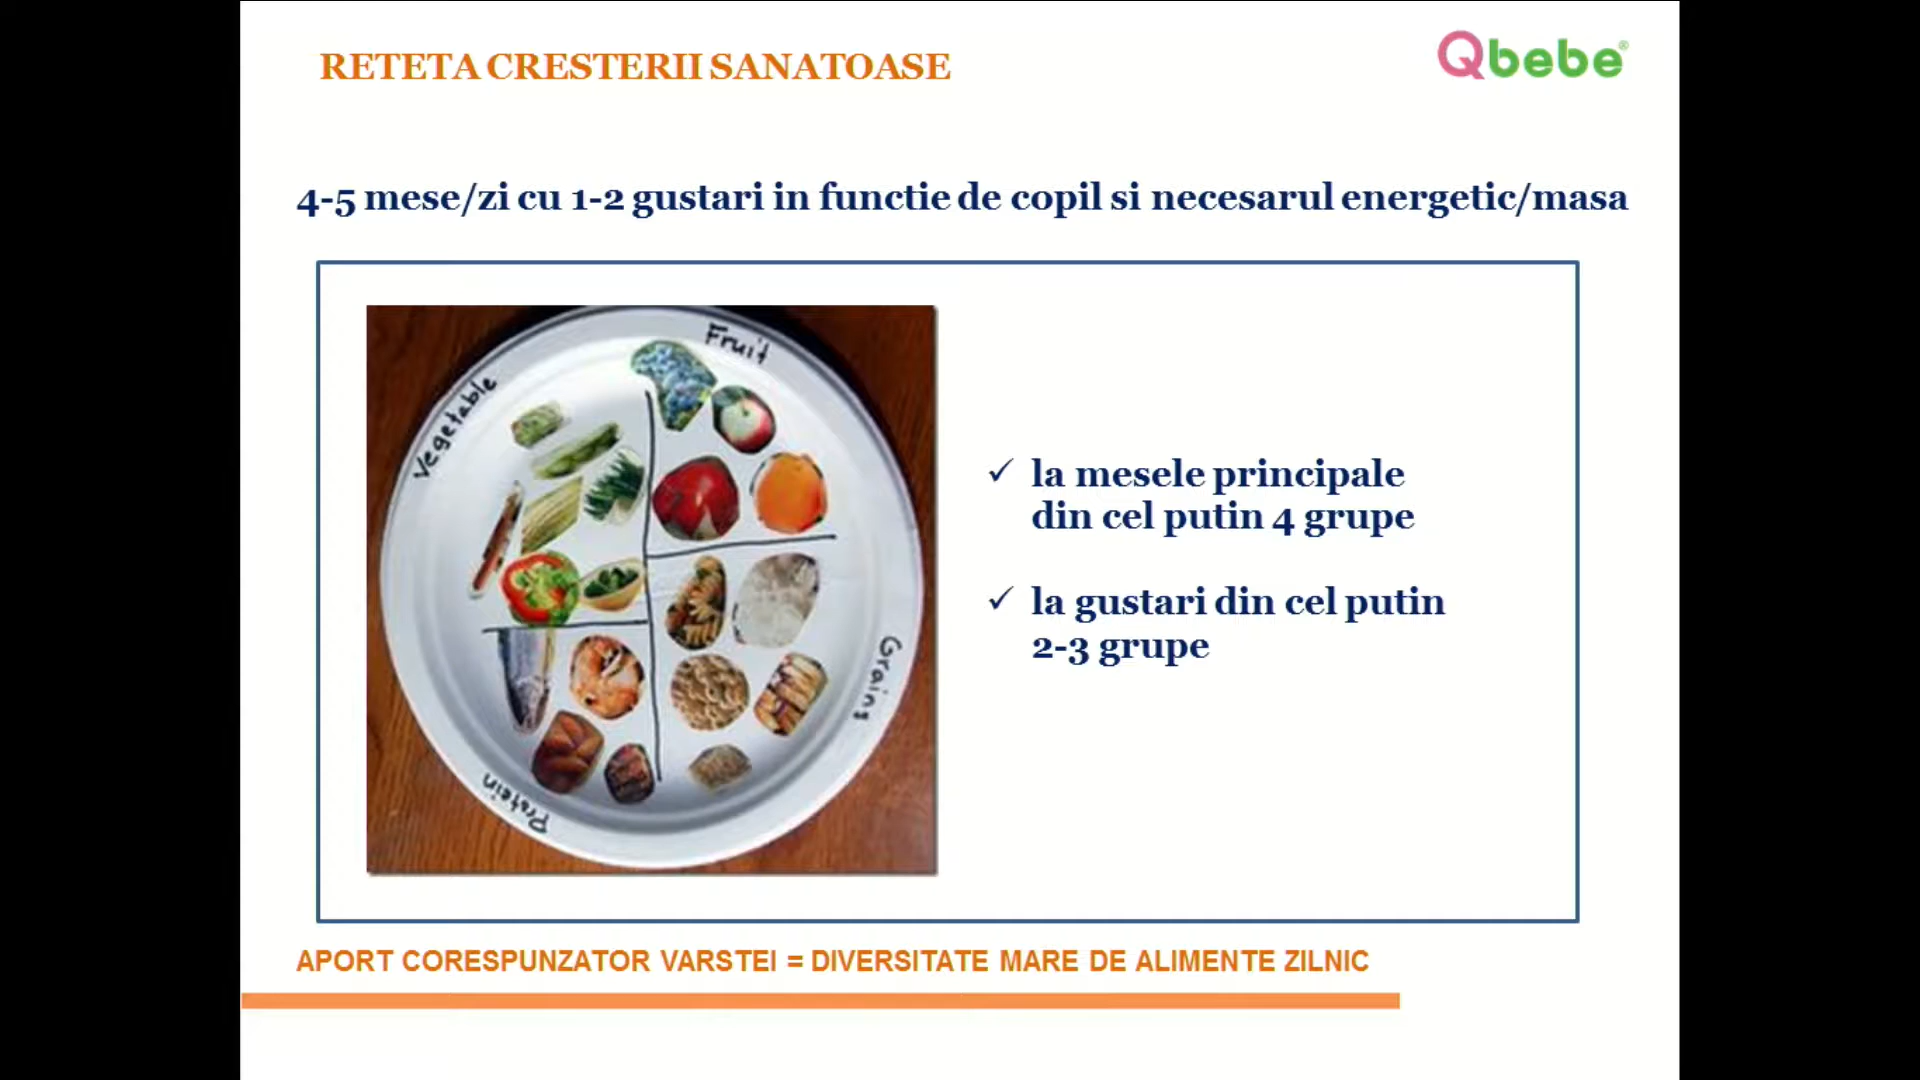 RETETA CRESTERII SANATOASE
Qbebe®
4-5 mese/zi cu 1-2 gustari in functie de copil si necesarul energetic/masa
Fruit
Vegetable
Grains
Protein
✓ la mesele principale
din cel putin 4 grupe
✓ la gustari din cel putin
2-3 grupe
APORT CORESPUNZATOR VARSTEI = DIVERSITATE MARE DE ALIMENTE ZILNIC